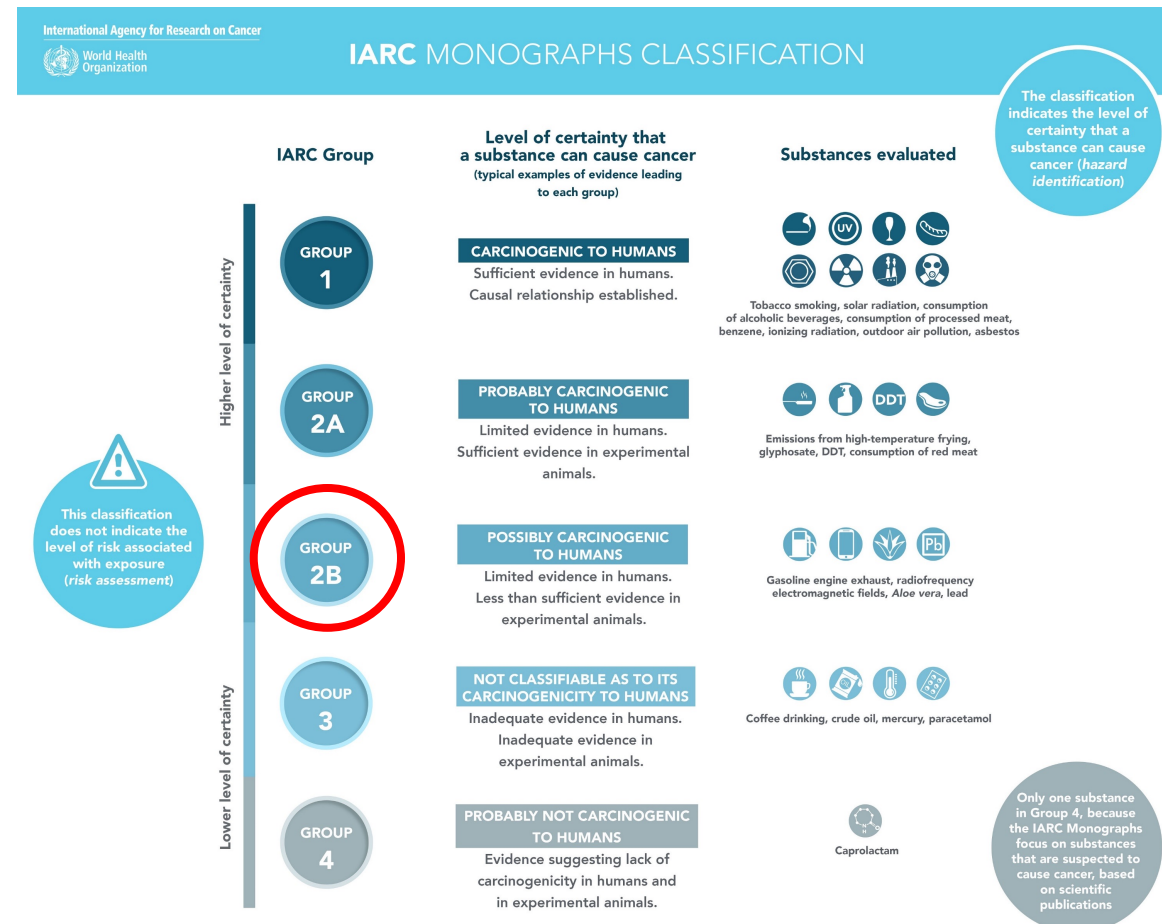 International Agency for Research on Cancer
World Health
Organization
IARC MONOGRAPHS CLASSIFICATION
The classification
indicates the level of
certainty that a
substance can cause
cancer (hazard
identification)
IARC Group
Level of certainty that
a substance can cause cancer
(typical examples of evidence leading
to each group)
Substances evaluated
Higher level of certainty
Lower level of certainty
GROUP
1
CARCINOGENIC TO HUMANS
Sufficient evidence in humans.
Causal relationship established.
UV
Tobacco smoking, solar radiation, consumption
of alcoholic beverages, consumption of processed meat,
benzene, ionizing radiation, outdoor air pollution, asbestos
GROUP
2A
PROBABLY CARCINOGENIC
TO HUMANS
Limited evidence in humans.
Sufficient evidence in experimental
animals.
DDT
Emissions from high-temperature frying,
glyphosate, DDT, consumption of red meat
This classification
does not indicate the
level of risk associated
with exposure
(risk assessment)
GROUP
2B
POSSIBLY CARCINOGENIC
TO HUMANS
Limited evidence in humans.
Less than sufficient evidence in
experimental animals.
Pb
Gasoline engine exhaust, radiofrequency
electromagnetic fields, Aloe vera, lead
GROUP
3
NOT CLASSIFIABLE AS TO ITS
CARCINOGENICITY TO HUMANS
Inadequate evidence in humans.
Inadequate evidence in
experimental animals.
Coffee drinking, crude oil, mercury, paracetamol
GROUP
4
PROBABLY NOT CARCINOGENIC
TO HUMANS
Evidence suggesting lack of
carcinogenicity in humans and
in experimental animals.
Caprolactam
Only one substance
in Group 4, because
the IARC Monographs
focus on substances
that are suspected to
cause cancer, based
on scientific
publications